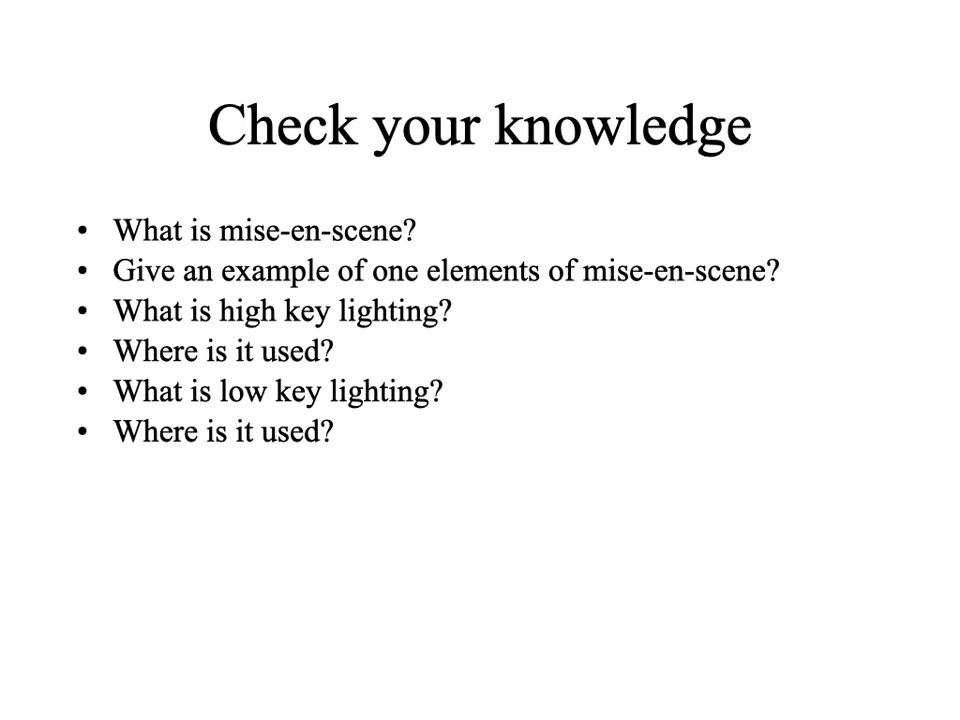 Check your knowledge
• What is mise-en-scene?
• Give an example of one elements of mise-en-scene?
• What is high key lighting?
• Where is it used?
• What is low key lighting?
• Where is it used?